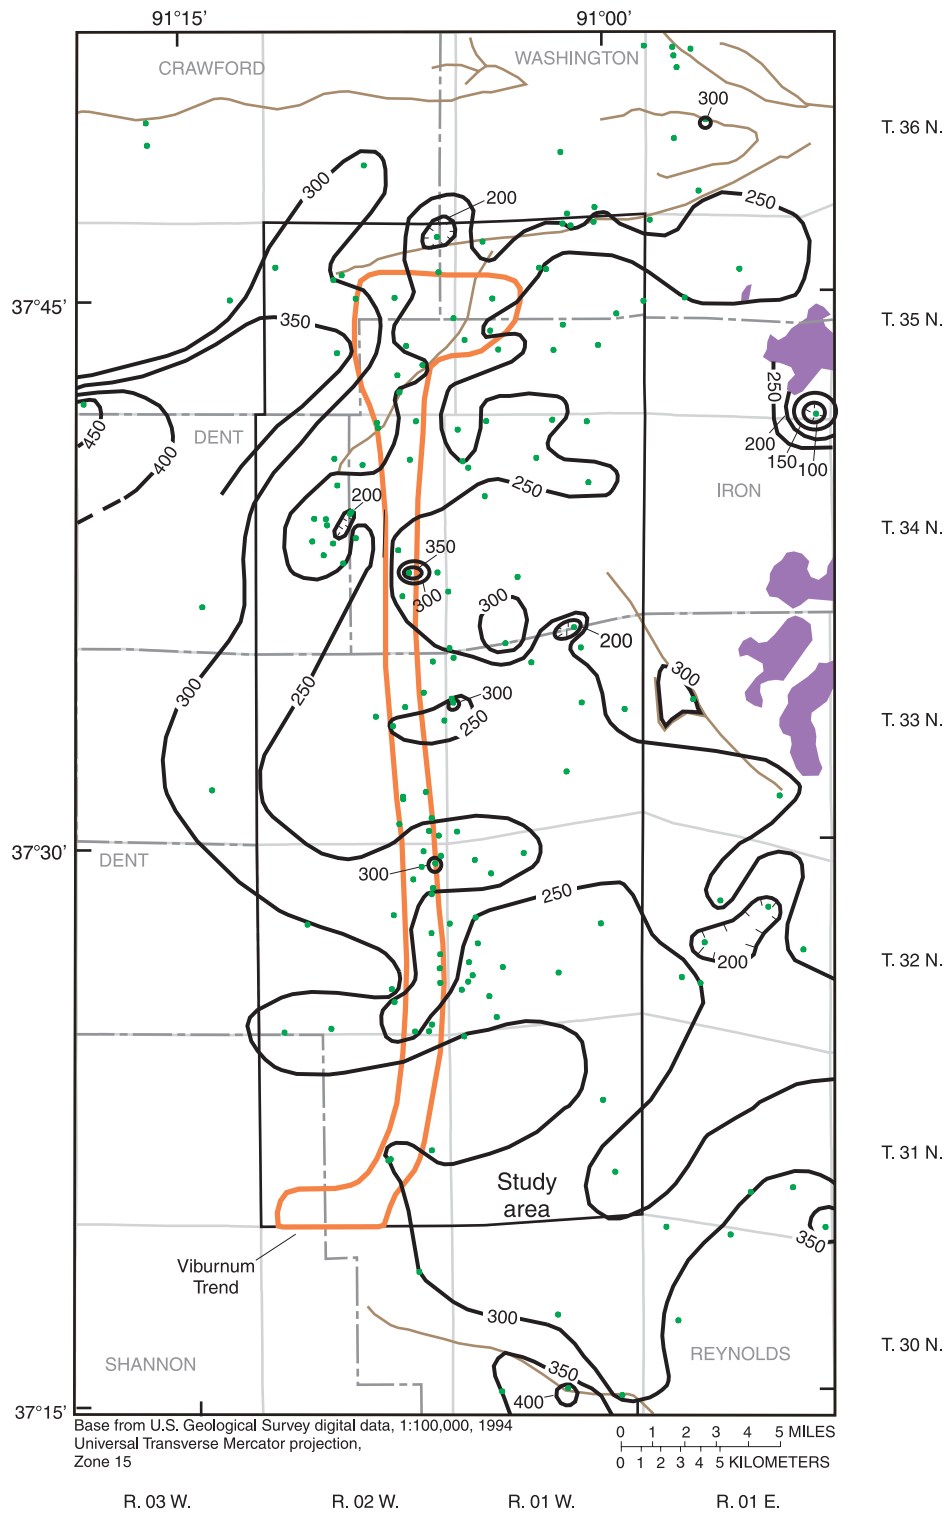 91°15'
91°00'
CRAWFORD
WASHINGTON
300
T. 36 N.
300
200
250
37°45'
350
T. 35 N.
250
450
DENT
400
200
150
100
200
250
IRON
T. 34 N.
350
300
300
200
300
300
250
300
250
T. 33 N.
37°30'
DENT
300
250
200
T. 32 N.
Study
area
T. 31 N.
Viburnum
Trend
350
300
SHANNON
350
400
REYNOLDS
T. 30 N.
37°15'
Base from U.S. Geological Survey digital data, 1:100,000, 1994
Universal Transverse Mercator projection,
Zone 15
0 1 2 3 4 5 MILES
0 1 2 3 4 5 KILOMETERS
R. 03 W.
R. 02 W.
R. 01 W.
R. 01 E.